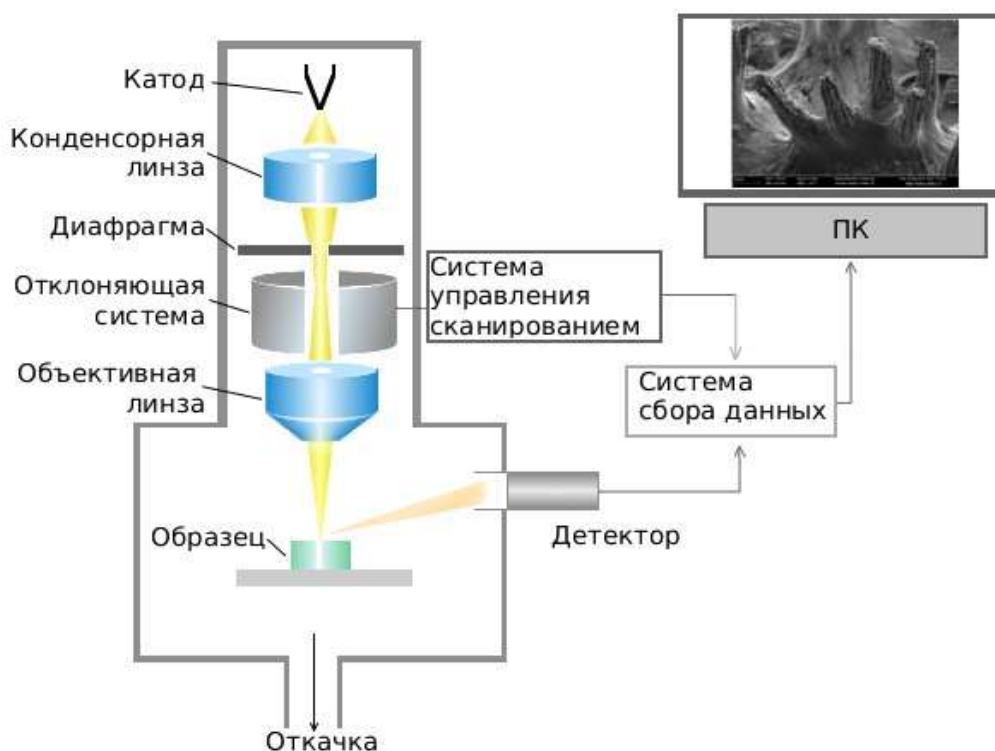 Катод
Конденсорная
линза
Диафрагма
Отклоняющая
система
Объективная
линза
Образец
Откачка
Система
управления
сканированием
Детектор
Система
сбора данных
ПК